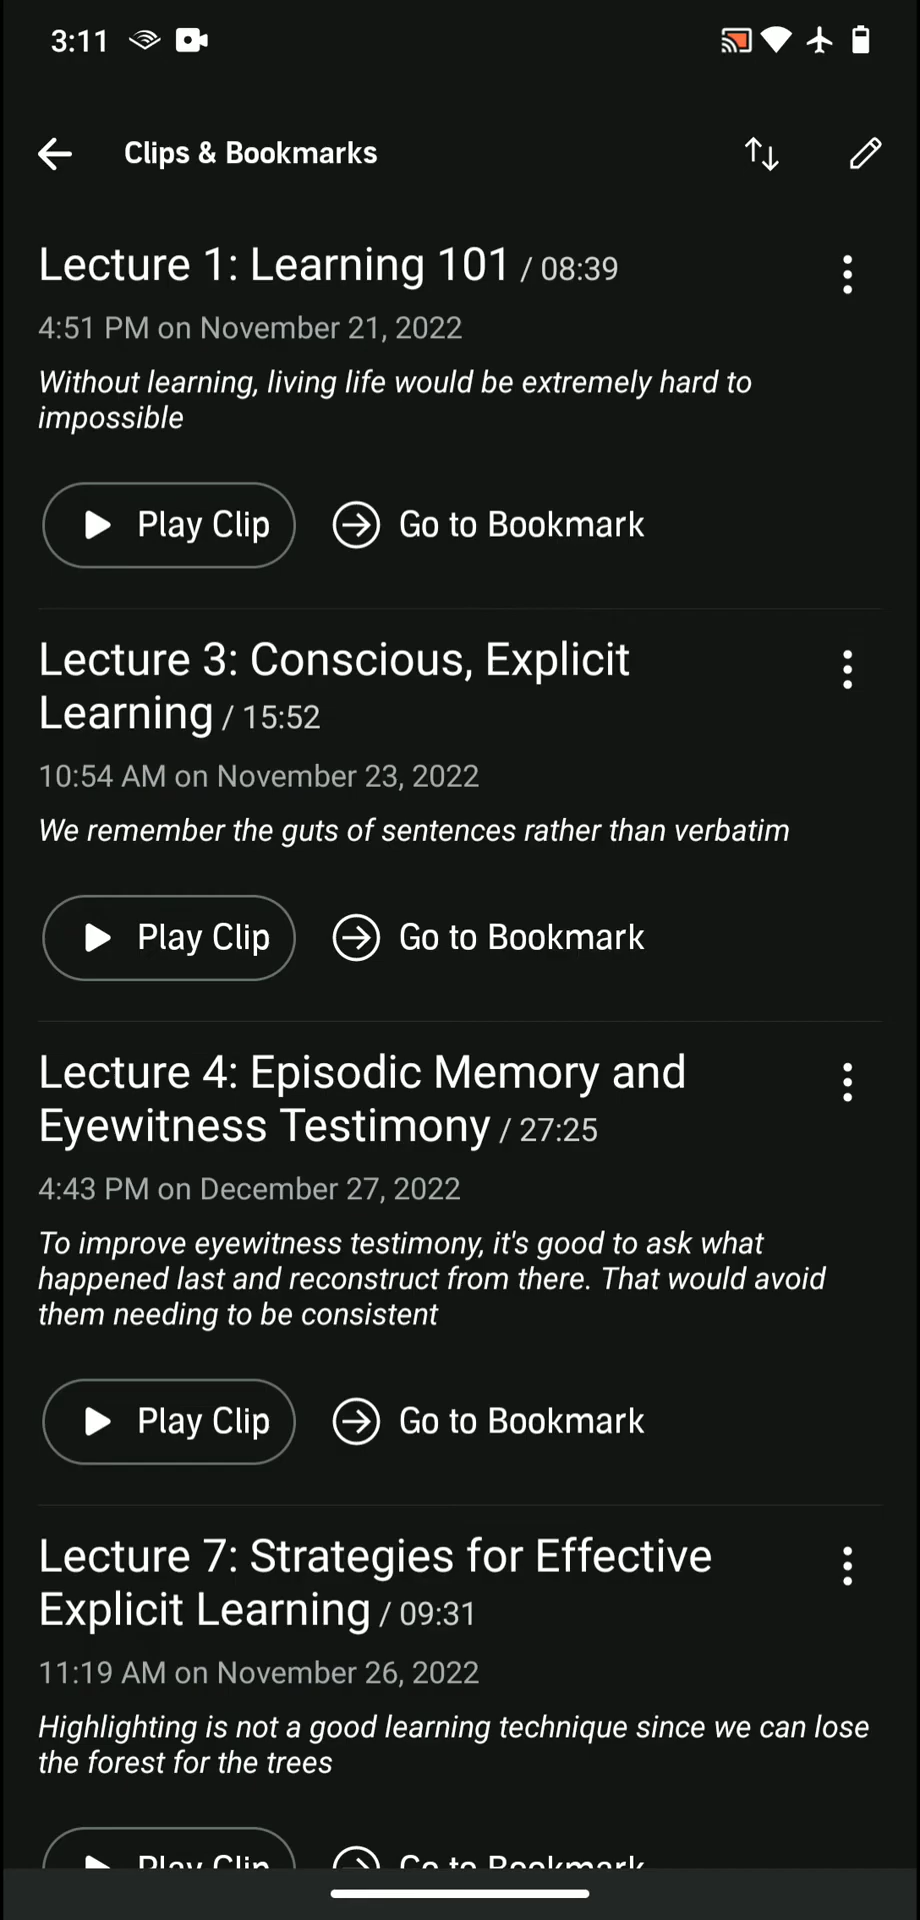 3:11
Clips & Bookmarks
Lecture 1: Learning 101 / 08:39
4:51 PM on November 21, 2022
Without learning, living life would be extremely hard to
impossible
Play Clip Go to Bookmark
Lecture 3: Conscious, Explicit
Learning / 15:52
10:54 AM on November 23, 2022
We remember the guts of sentences rather than verbatim
Play Clip Go to Bookmark
Lecture 4: Episodic Memory and
Eyewitness Testimony / 27:25
4:43 PM on December 27, 2022
To improve eyewitness testimony, it's good to ask what
happened last and reconstruct from there. That would avoid
them needing to be consistent
Play Clip Go to Bookmark
Lecture 7: Strategies for Effective
Explicit Learning / 09:31
11:19 AM on November 26, 2022
Highlighting is not a good learning technique since we can lose
the forest for the trees
Play Clip Go to Bookmark